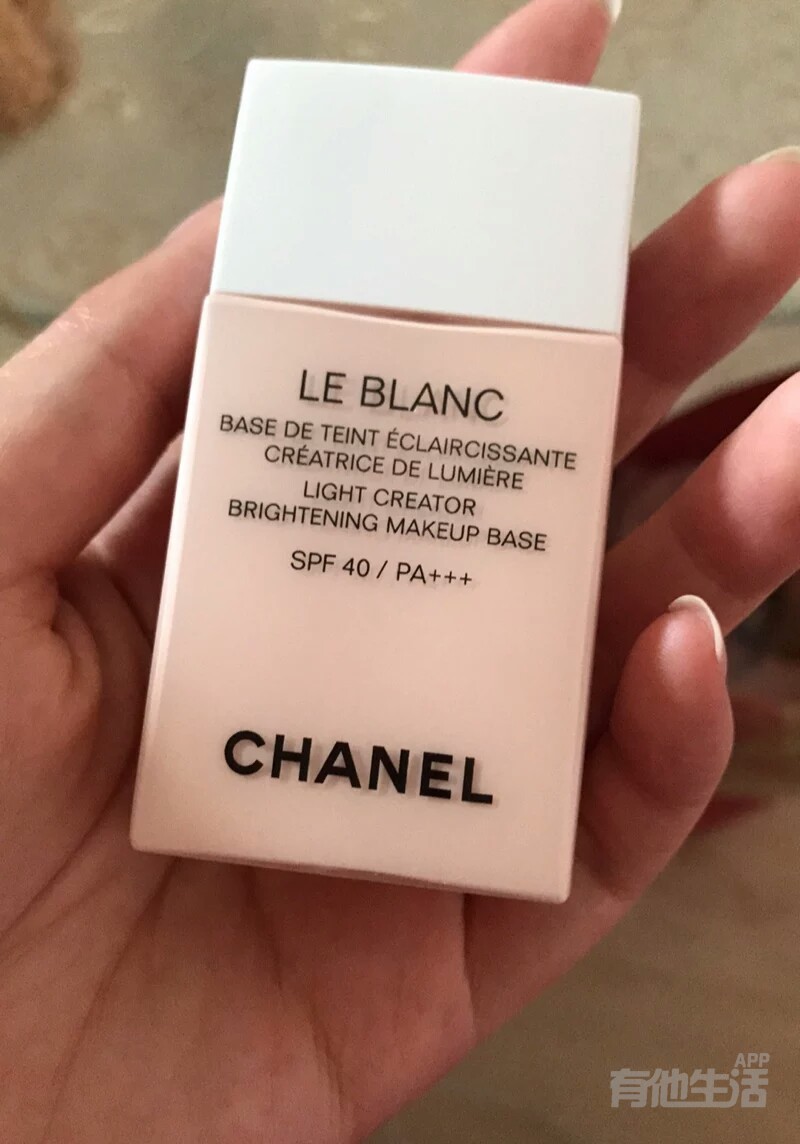 LE BLANC
BASE DE TEINT ÉCLAIRCISSANTE
CRÉATRICE DE LUMIÈRE
LIGHT CREATOR
BRIGHTENING MAKEUP BASE
SPF 40 / PA+++
CHANEL
APP
有他生活